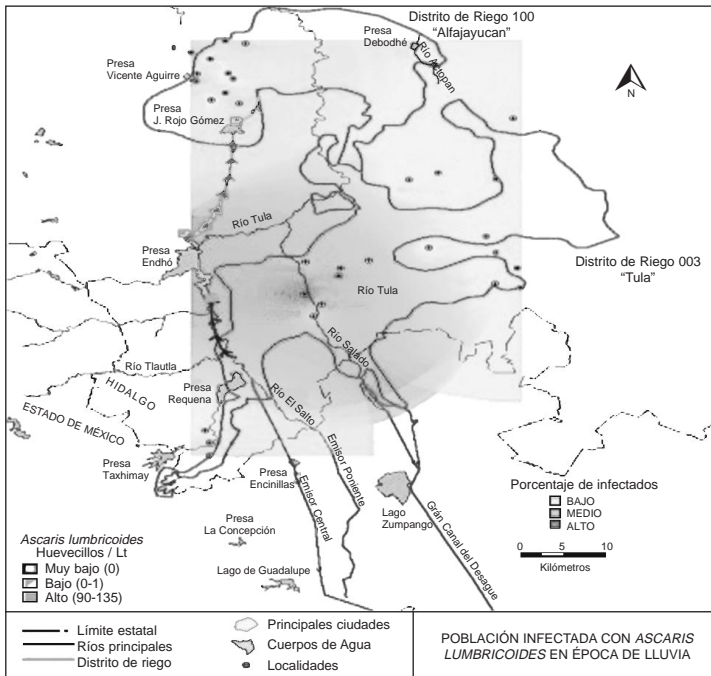 Distrito de Riego 100
“Alfajayucan”
Presa
Debodhé
Río Actopan
Presa
Vicente Aguirre
N
Presa
J. Rojo Gómez
Río Tula
Presa
Endhó
Distrito de Riego 003
“Tula”
Río Tula
Río Salado
Río Tlautla
HIDALGO
Presa
Requena
Río El Salto
ESTADO DE MÉXICO
Presa
Taxhimay
Presa
Encinillas
Emisor Poniente
Emisor Central
Lago
Zumpango
Grán Canal del Desague
Porcentaje de infectados
BAJO
MEDIO
ALTO
0 5 10
Kilómetros
Presa
La Concepción
Lago de Guadalupe
Ascaris lumbricoides
Huevecillos / Lt
Muy bajo (0)
Bajo (0-1)
Alto (90-135)
Límite estatal
Ríos principales
Distrito de riego
Principales ciudades
Cuerpos de Agua
Localidades
POBLACIÓN INFECTADA CON ASCARIS
LUMBRICOIDES EN ÉPOCA DE LLUVIA